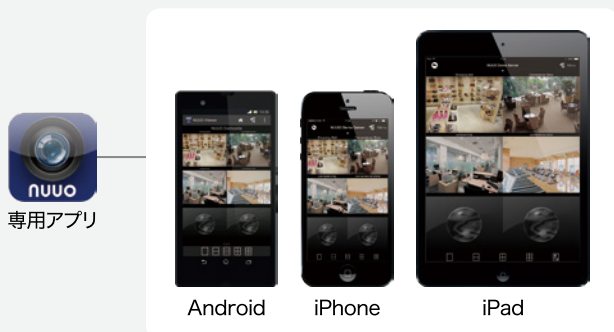 nuuo
専用アプリ
Android
iPhone
iPad